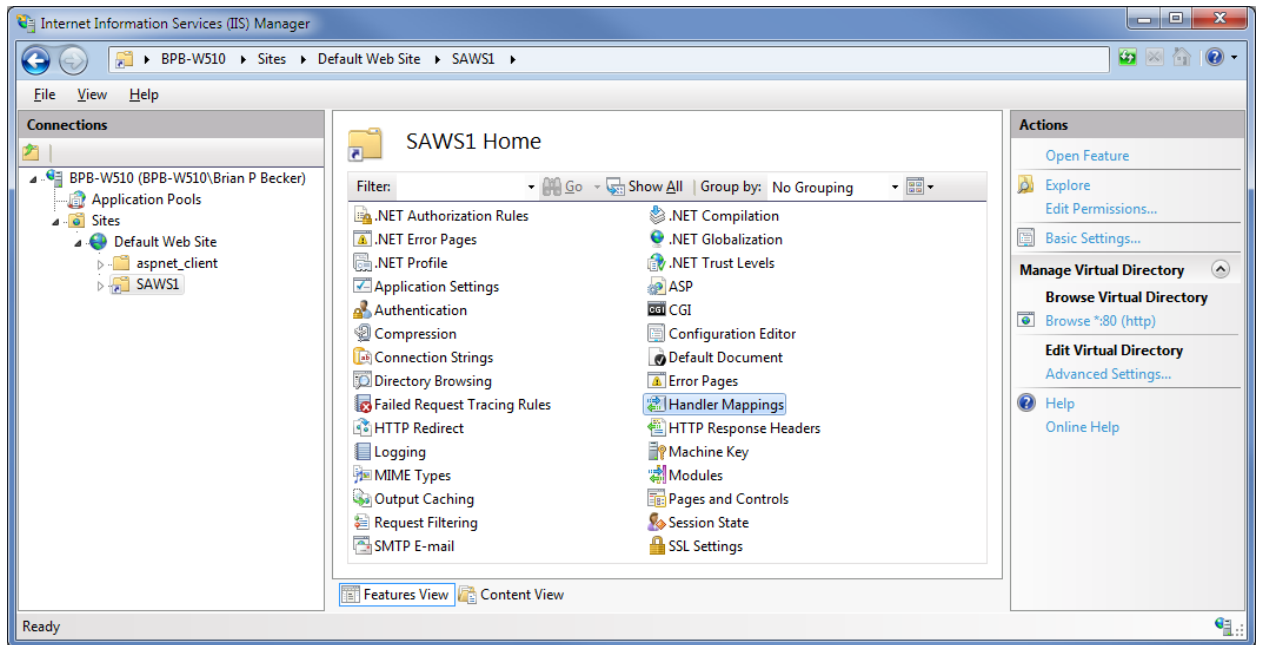 Internet Information Services (IIS) Manager
BPB-W510 Sites Default Web Site SAWS1
File View Help
Connections
BPB-W510 (BPB-W510\Brian P Becker)
Application Pools
Sites
Default Web Site
aspnet_client
SAWS1
SAWS1 Home
Filter: Go Show All Group by: No Grouping
.NET Authorization Rules
.NET Compilation
.NET Error Pages
.NET Globalization
.NET Profile
.NET Trust Levels
Application Settings
ASP
Authentication
CGI CGI
Compression
Configuration Editor
Connection Strings
Default Document
Directory Browsing
Error Pages
Failed Request Tracing Rules
Handler Mappings
HTTP Redirect
HTTP Response Headers
Logging
Machine Key
MIME Types
Modules
Output Caching
Pages and Controls
Request Filtering
Session State
SMTP E-mail
SSL Settings
Features View Content View
Actions
Open Feature
Explore
Edit Permissions...
Basic Settings...
Manage Virtual Directory
Browse Virtual Directory
Browse *:80 (http)
Edit Virtual Directory
Advanced Settings...
Help
Online Help
Ready